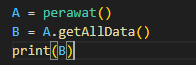 A = perawat()
B = A.getAllData()
print(B)